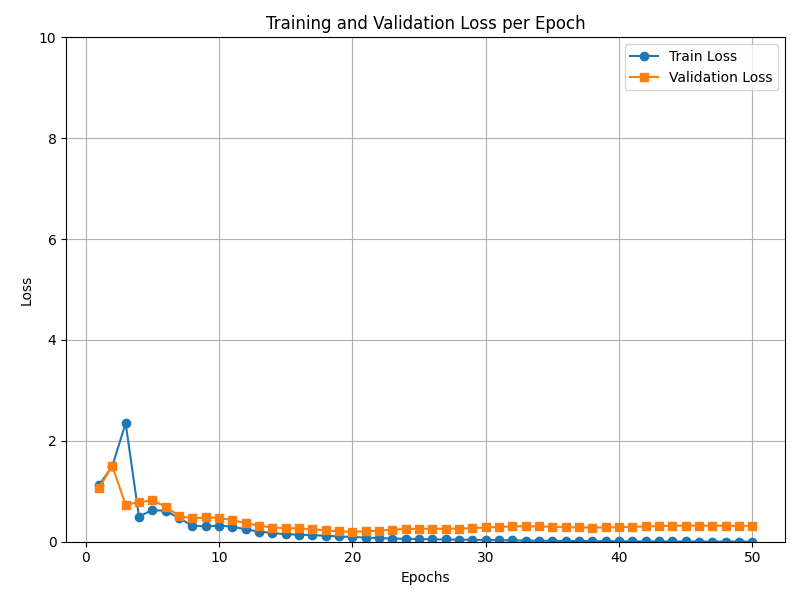 Training and Validation Loss per Epoch
Train Loss
Validation Loss
Loss
10
8
6
4
2
0
0 10 20 30 40 50
Epochs